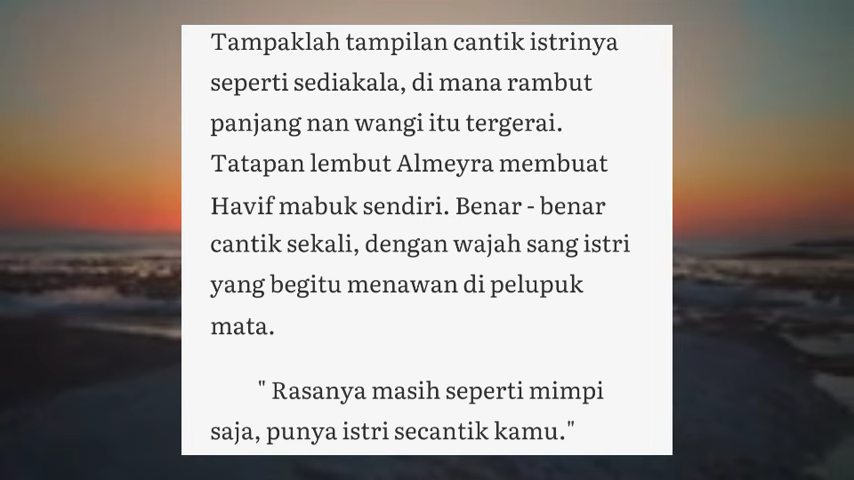 Tampaklah tampilan cantik istrinya
seperti sediakala, di mana rambut
panjang nan wangi itu tergerai.
Tatapan lembut Almeyra membuat
Havif mabuk sendiri. Benar - benar
cantik sekali, dengan wajah sang istri
yang begitu menawan di pelupuk
mata.
" Rasanya masih seperti mimpi
saja, punya istri secantik kamu."